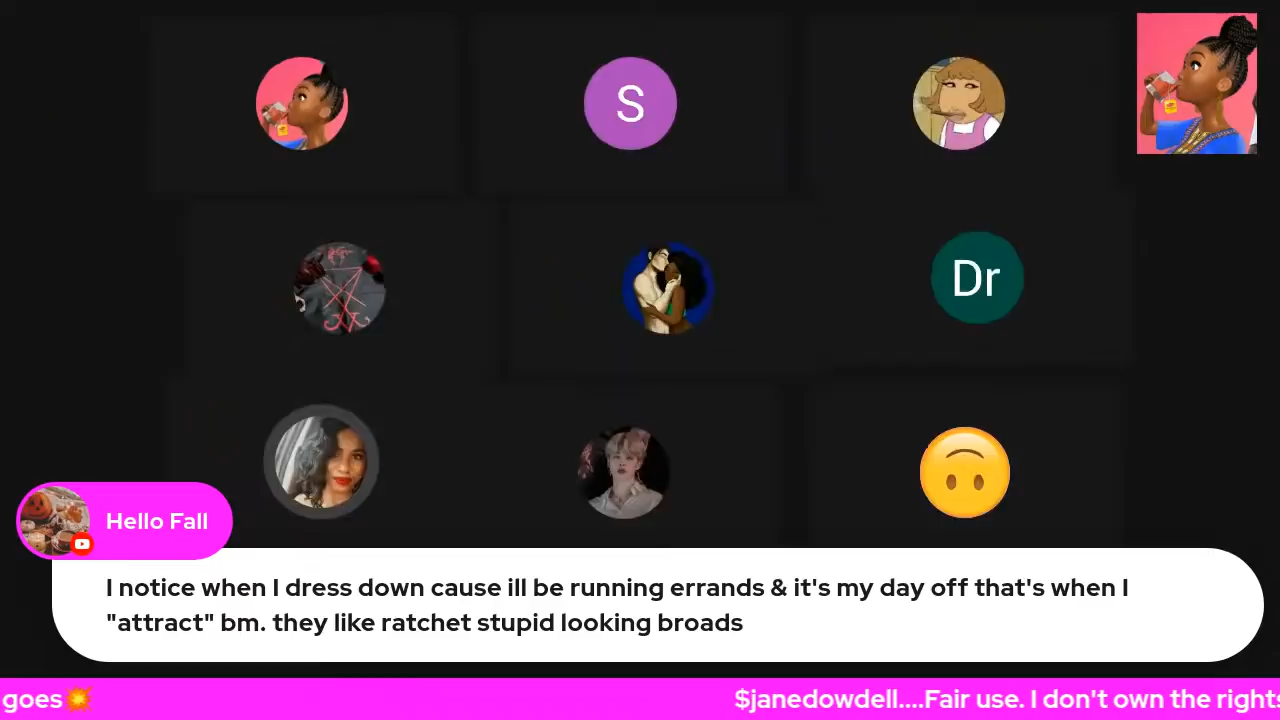 S
Dr
Hello Fall
I notice when I dress down cause ill be running errands & it's my day off that's when I
"attract" bm. they like ratchet stupid looking broads
goes💥 $janedowdell....Fair use. I don't own the rights